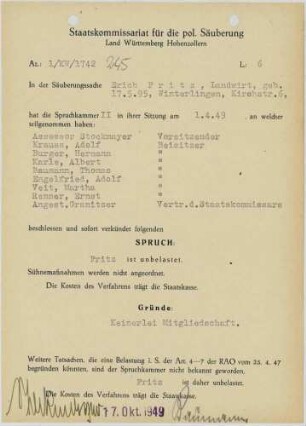 Staatskommissariat für die pol. Säuberung
Land Württemberg Hohenzollern
Az.: 1/KV/1742 245 L. 6
In der Säuberungssache Erich Fritz, Landwirt, geb.
17.5.95, Winterlingen, Kirchstr.6,
hat die Spruchkammer II in ihrer Sitzung am 1.4.49
teilgenommen haben:
Assessor Stockmayer Vorsitzender
Krauss, Adolf Beisitzer
Burger, Hermann "
Karle, Albert "
Baumann, Thomas "
Engelfried, Adolf "
Veit, Martha "
Renner, Ernst "
Angest. Vertr.d.Staatskommissars
beschlossen und sofort verkündet folgenden
SPRUCH:
Fritz ist unbelastet.
Sühnemaßnahmen werden nicht angeordnet.
Die Kosten des Verfahrens trägt die Staatskasse.
Gründe:
Keinerlei Mitgliedschaft.
Weitere Tatsachen, die eine Belastung i. S. der Art. 4-7 der RAO vom 24. 4. 47
begründen könnten, sind der Spruchkammer nicht bekannt geworden.
Fritz ist daher unbelastet.
Die Kosten des Verfahrens trägt die Staatskasse.
17. Okt. 1949